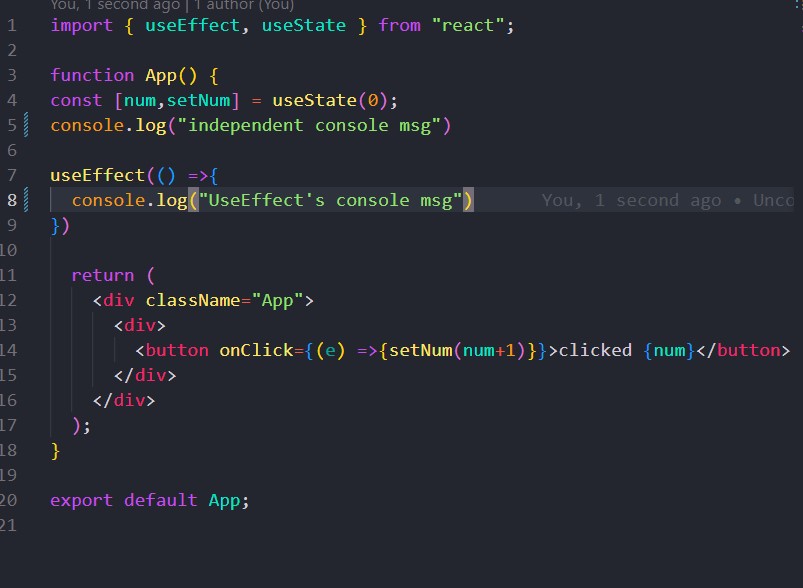 You, 1 second ago | 1 author (You)
1 import { useEffect, useState } from "react";
2
3 function App() {
4 const [num,setNum] = useState(0);
5 console.log("independent console msg")
6
7 useEffect(() =>{
8 console.log("UseEffect's console msg") You, 1 second ago • Unco
9 })
10
11 return (
12 <div className="App">
13 <div>
14 <button onClick={(e) =>{setNum(num+1)}}>clicked {num}</button>
15 </div>
16 </div>
17 );
18 }
19
20 export default App;
21